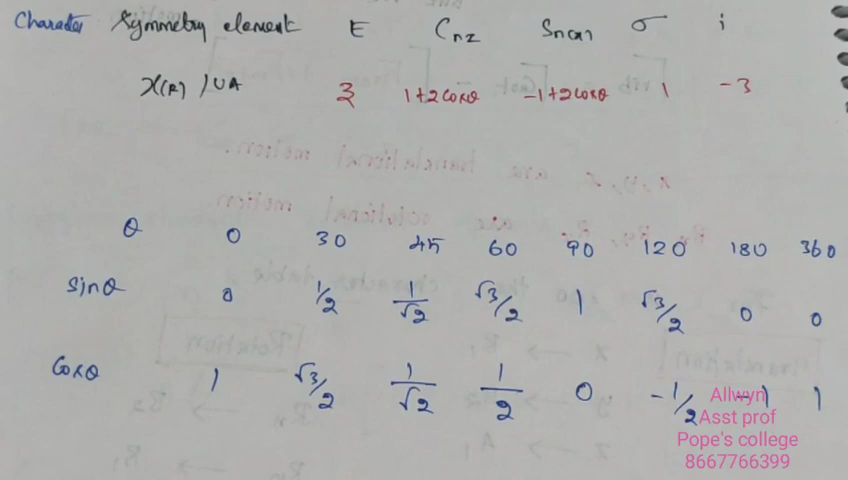 Character Symmetry element E Cnz Sn(z) σ i
χ(R) /UA 3 1+2cosθ -1+2cosθ 1 -3
θ 0 30 45 60 90 120 180 360
sinθ 0 1/2 1/√2 √3/2 1 √3/2 0 0
Cosθ 1 √3/2 1/√2 1/2 0 -1/2 -1 1
Allwyn
Asst prof
Pope's college
8667766399